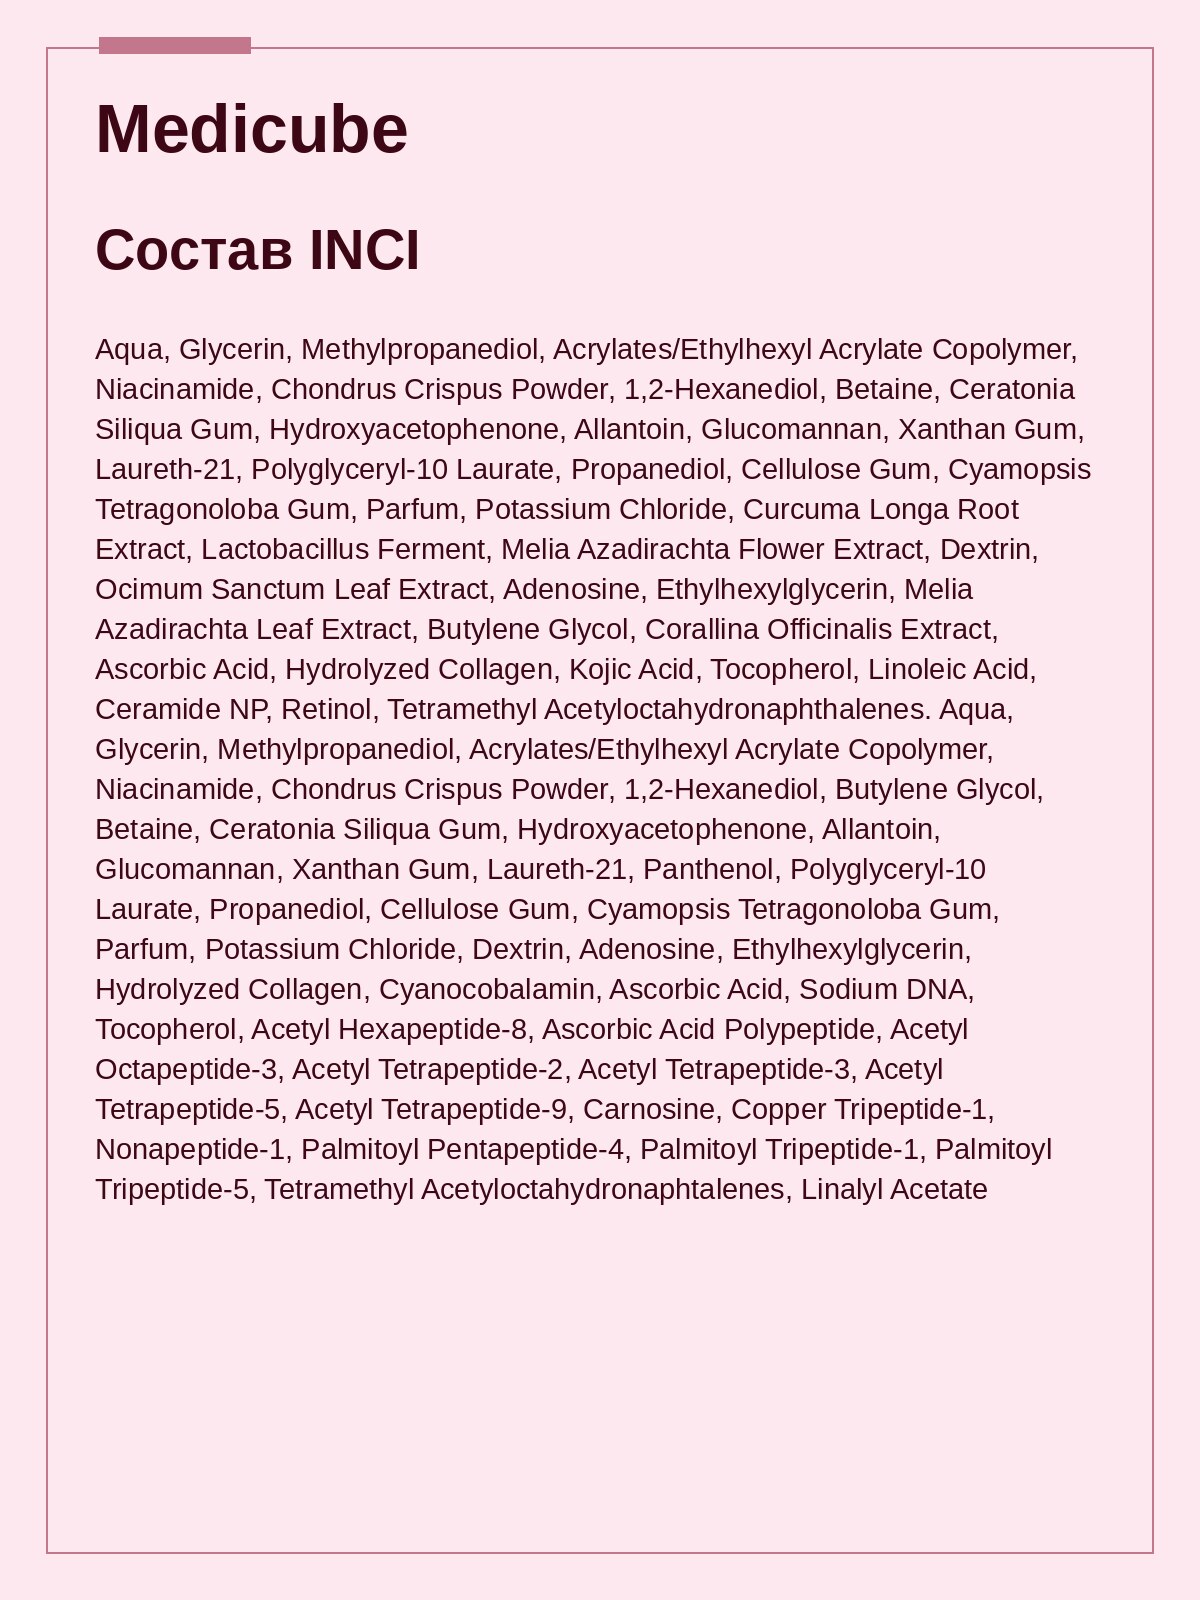 Medicube
Состав INCI
Aqua, Glycerin, Methylpropanediol, Acrylates/Ethylhexyl Acrylate Copolymer,
Niacinamide, Chondrus Crispus Powder, 1,2-Hexanediol, Betaine, Ceratonia
Siliqua Gum, Hydroxyacetophenone, Allantoin, Glucomannan, Xanthan Gum,
Laureth-21, Polyglyceryl-10 Laurate, Propanediol, Cellulose Gum, Cyamopsis
Tetragonoloba Gum, Parfum, Potassium Chloride, Curcuma Longa Root
Extract, Lactobacillus Ferment, Melia Azadirachta Flower Extract, Dextrin,
Ocimum Sanctum Leaf Extract, Adenosine, Ethylhexylglycerin, Melia
Azadirachta Leaf Extract, Butylene Glycol, Corallina Officinalis Extract,
Ascorbic Acid, Hydrolyzed Collagen, Kojic Acid, Tocopherol, Linoleic Acid,
Ceramide NP, Retinol, Tetramethyl Acetyloctahydronaphthalenes. Aqua,
Glycerin, Methylpropanediol, Acrylates/Ethylhexyl Acrylate Copolymer,
Niacinamide, Chondrus Crispus Powder, 1,2-Hexanediol, Butylene Glycol,
Betaine, Ceratonia Siliqua Gum, Hydroxyacetophenone, Allantoin,
Glucomannan, Xanthan Gum, Laureth-21, Panthenol, Polyglyceryl-10
Laurate, Propanediol, Cellulose Gum, Cyamopsis Tetragonoloba Gum,
Parfum, Potassium Chloride, Dextrin, Adenosine, Ethylhexylglycerin,
Hydrolyzed Collagen, Cyanocobalamin, Ascorbic Acid, Sodium DNA,
Tocopherol, Acetyl Hexapeptide-8, Ascorbic Acid Polypeptide, Acetyl
Octapeptide-3, Acetyl Tetrapeptide-2, Acetyl Tetrapeptide-3, Acetyl
Tetrapeptide-5, Acetyl Tetrapeptide-9, Carnosine, Copper Tripeptide-1,
Nonapeptide-1, Palmitoyl Pentapeptide-4, Palmitoyl Tripeptide-1, Palmitoyl
Tripeptide-5, Tetramethyl Acetyloctahydronaphtalenes, Linalyl Acetate